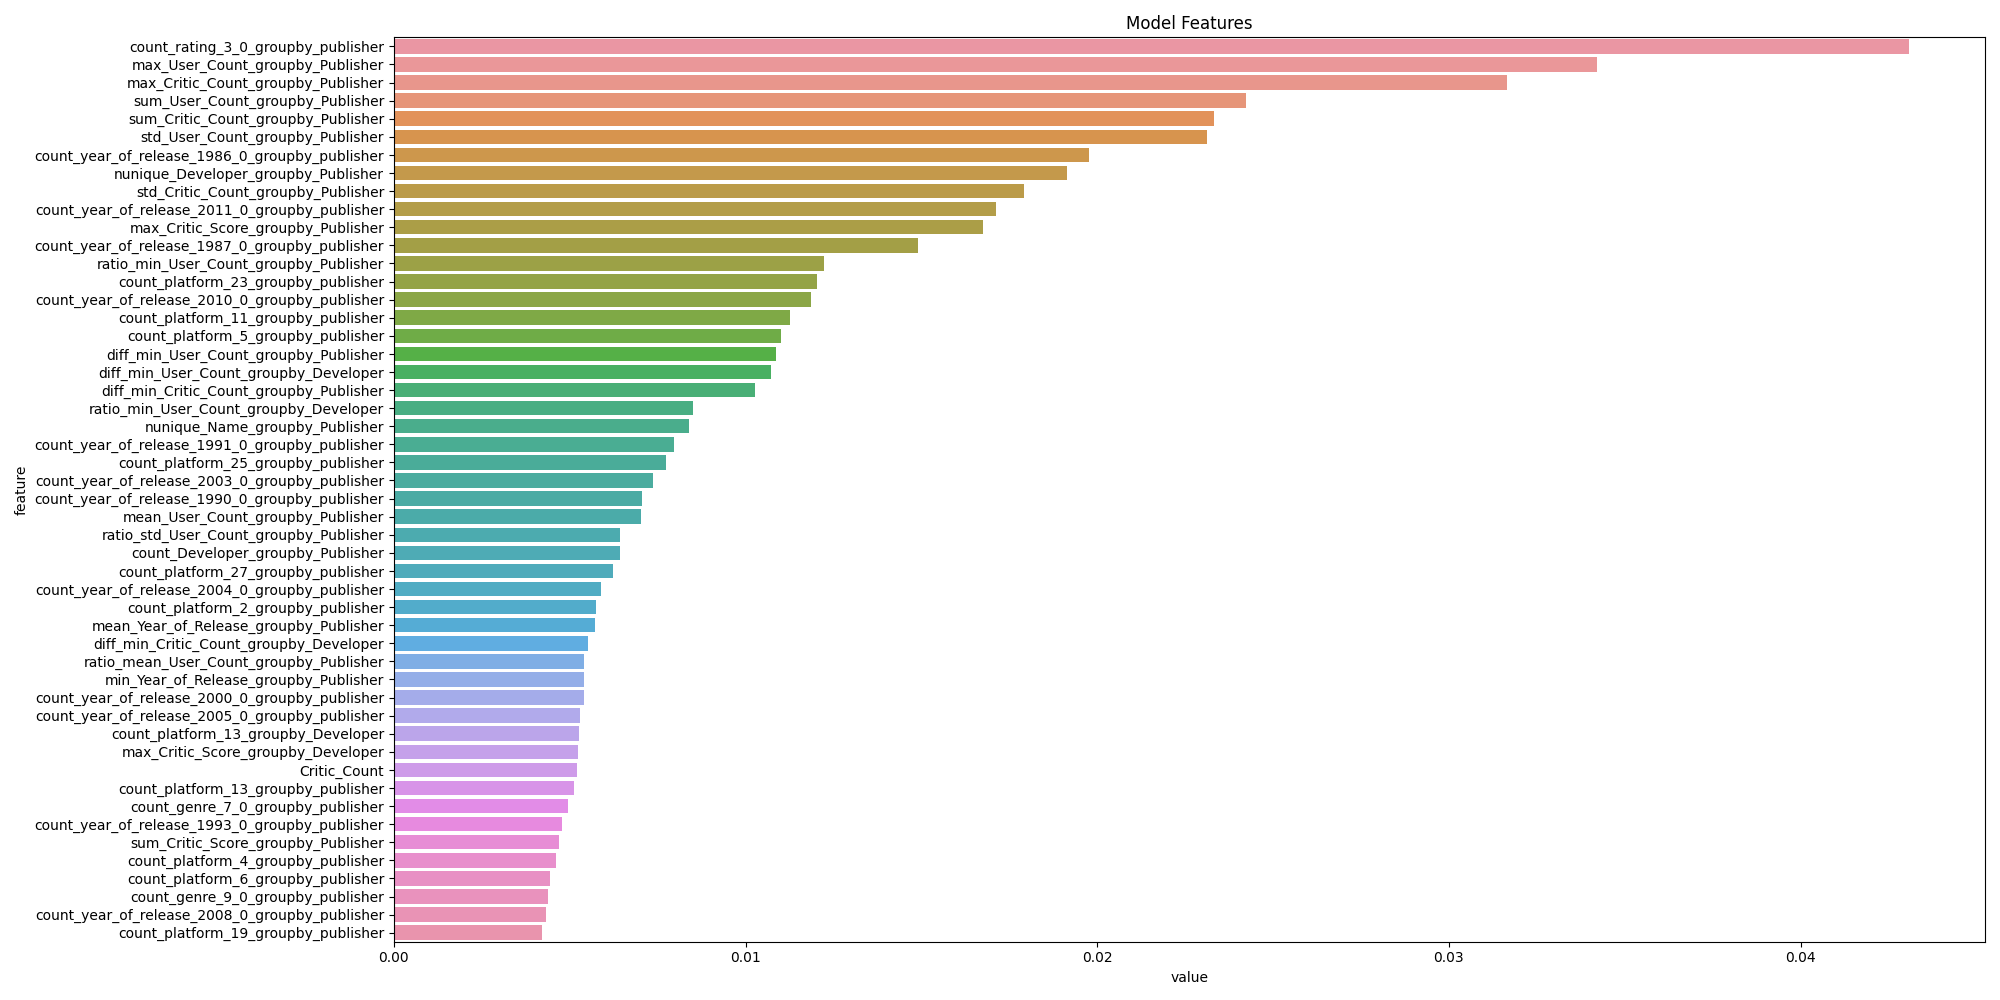 Model Features
count_rating_3_0_groupby_publisher
max_User_Count_groupby_Publisher
max_Critic_Count_groupby_Publisher
sum_User_Count_groupby_Publisher
sum_Critic_Count_groupby_Publisher
std_User_Count_groupby_Publisher
count_year_of_release_1986_0_groupby_publisher
nunique_Developer_groupby_Publisher
std_Critic_Count_groupby_Publisher
count_year_of_release_2011_0_groupby_publisher
max_Critic_Score_groupby_Publisher
count_year_of_release_1987_0_groupby_publisher
ratio_min_User_Count_groupby_Publisher
count_platform_23_groupby_publisher
count_year_of_release_2010_0_groupby_publisher
count_platform_11_groupby_publisher
count_platform_5_groupby_publisher
diff_min_User_Count_groupby_Publisher
diff_min_User_Count_groupby_Developer
diff_min_Critic_Count_groupby_Publisher
ratio_min_User_Count_groupby_Developer
nunique_Name_groupby_Publisher
count_year_of_release_1991_0_groupby_publisher
count_platform_25_groupby_publisher
count_year_of_release_2003_0_groupby_publisher
count_year_of_release_1990_0_groupby_publisher
mean_User_Count_groupby_Publisher
ratio_std_User_Count_groupby_Publisher
count_Developer_groupby_Publisher
count_platform_27_groupby_publisher
count_year_of_release_2004_0_groupby_publisher
count_platform_2_groupby_publisher
mean_Year_of_Release_groupby_Publisher
diff_min_Critic_Count_groupby_Developer
ratio_mean_User_Count_groupby_Publisher
min_Year_of_Release_groupby_Publisher
count_year_of_release_2000_0_groupby_publisher
count_year_of_release_2005_0_groupby_publisher
count_platform_13_groupby_Developer
max_Critic_Score_groupby_Developer
Critic_Count
count_platform_13_groupby_publisher
count_genre_7_0_groupby_publisher
count_year_of_release_1993_0_groupby_publisher
sum_Critic_Score_groupby_Publisher
count_platform_4_groupby_publisher
count_platform_6_groupby_publisher
count_genre_9_0_groupby_publisher
count_year_of_release_2008_0_groupby_publisher
count_platform_19_groupby_publisher
feature
0.00 0.01 0.02 0.03 0.04
value